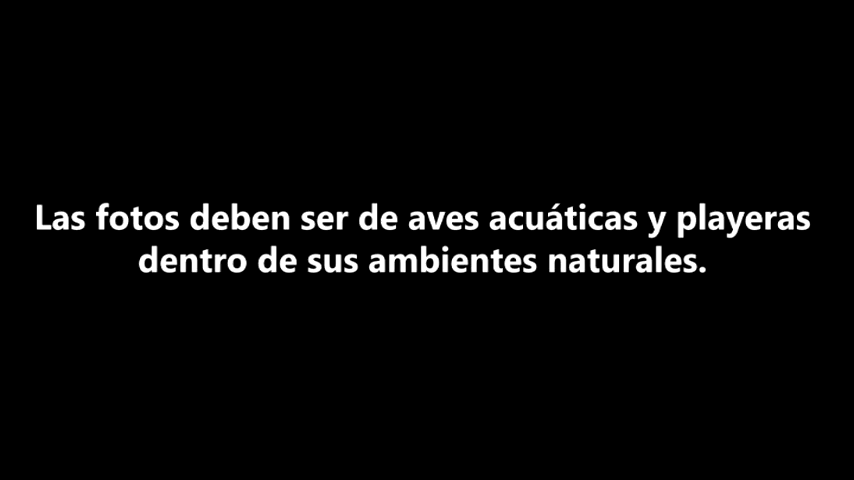 Las fotos deben ser de aves acuáticas y playeras
dentro de sus ambientes naturales.